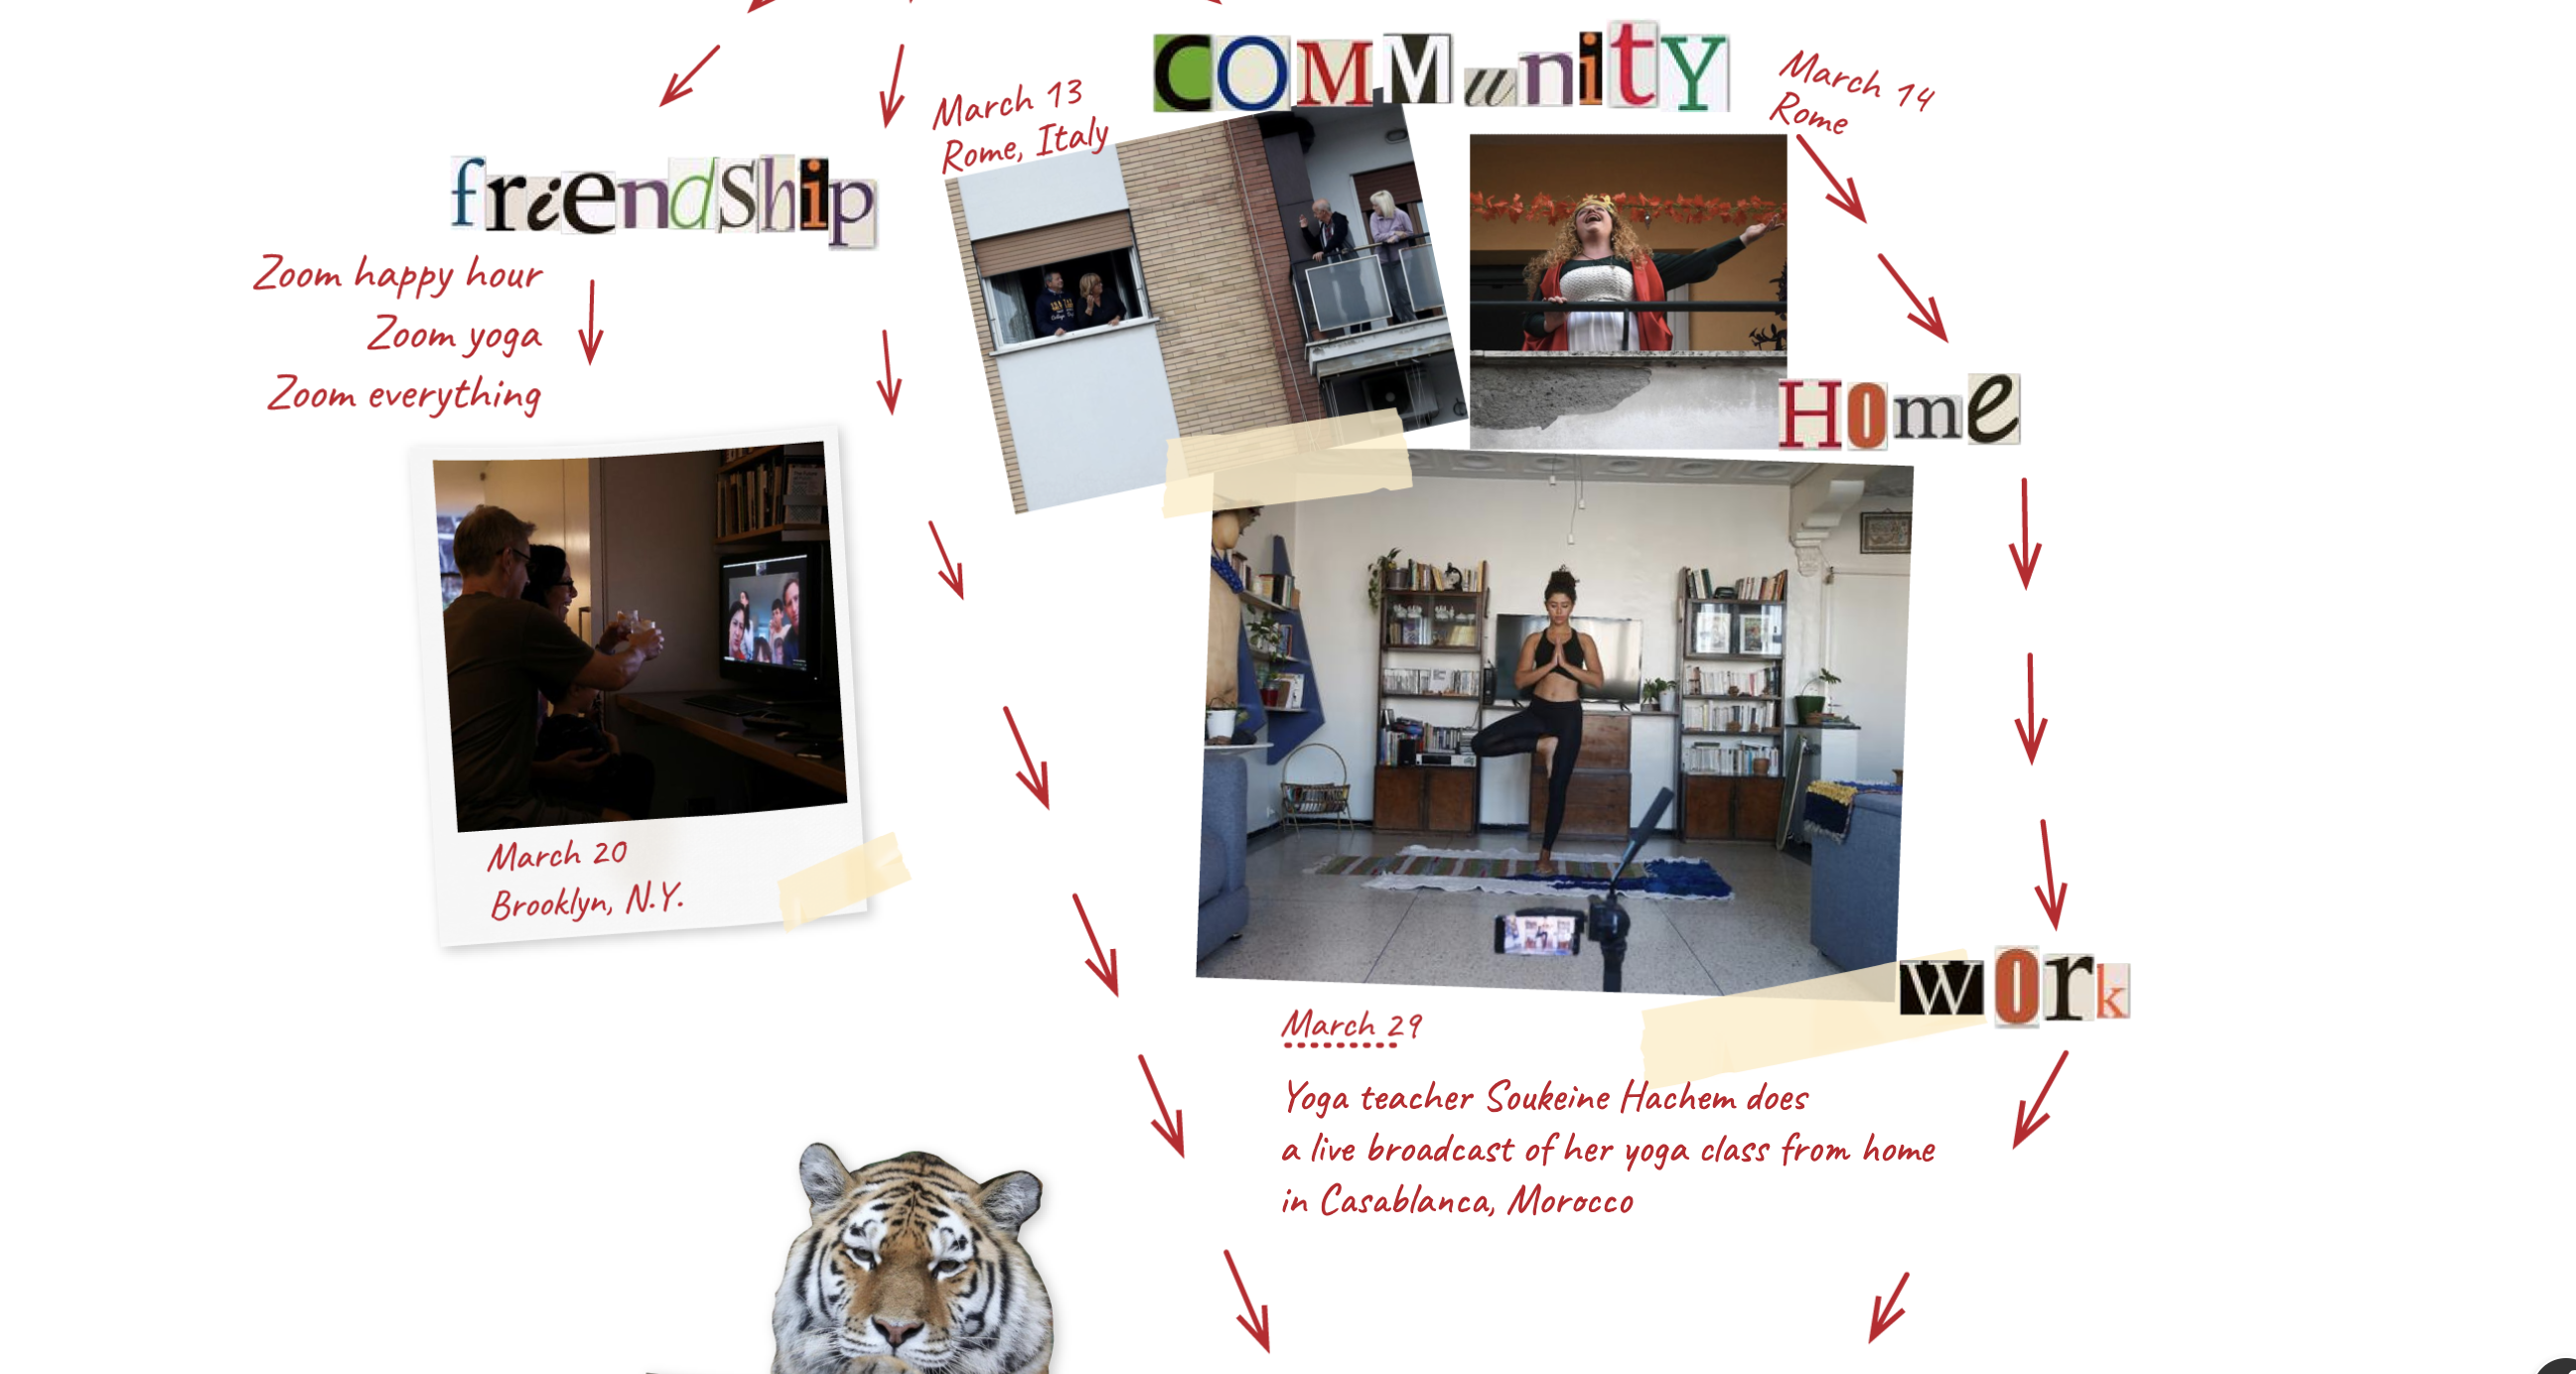 COMMunitY
March 13
Rome, Italy
March 14
Rome
friendship
Zoom happy hour
Zoom yoga
Zoom everything
Home
March 20
Brooklyn, N.Y.
work
March 29
Yoga teacher Soukeine Hachem does
a live broadcast of her yoga class from home
in Casablanca, Morocco